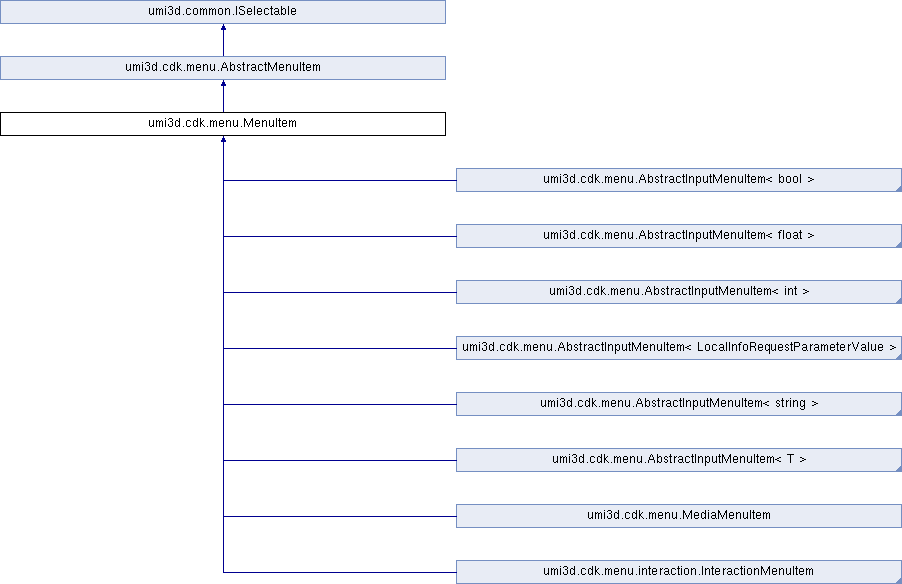 umi3d.common.ISelectable
umi3d.cdk.menu.AbstractMenuItem
umi3d.cdk.menu.MenuItem
umi3d.cdk.menu.AbstractInputMenuItem< bool >
umi3d.cdk.menu.AbstractInputMenuItem< float >
umi3d.cdk.menu.AbstractInputMenuItem< int >
umi3d.cdk.menu.AbstractInputMenuItem< LocalInfoRequestParameterValue >
umi3d.cdk.menu.AbstractInputMenuItem< string >
umi3d.cdk.menu.AbstractInputMenuItem< T >
umi3d.cdk.menu.MediaMenuItem
umi3d.cdk.menu.interaction.InteractionMenuItem